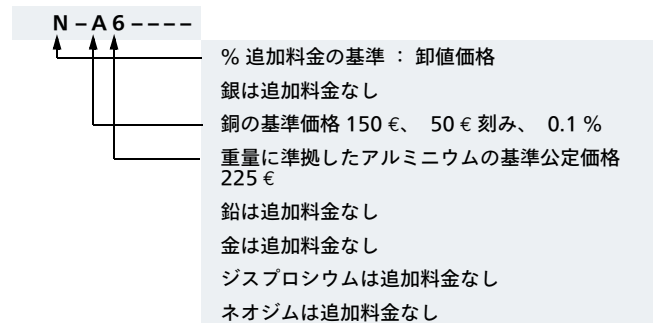 N – A 6 – – – –
% 追加料金の基準 : 卸値価格
銀は追加料金なし
銅の基準価格 150 €、 50 € 刻み、 0.1 %
重量に準拠したアルミニウムの基準公定価格
225 €
鉛は追加料金なし
金は追加料金なし
ジスプロシウムは追加料金なし
ネオジムは追加料金なし